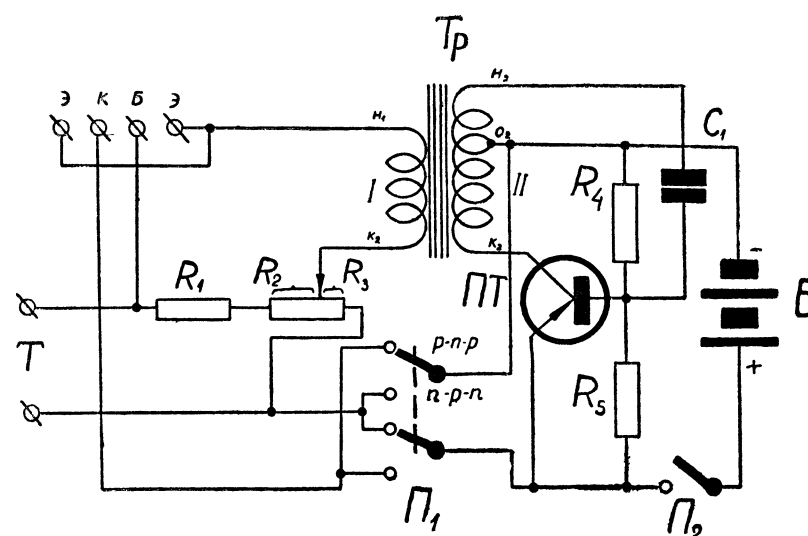 Тр
Э К Б Э
Н₁
Н₂
О₂
C₁
I
II
R₄
К₂
К₂
R₁
R₂
R₃
ПТ
Б
Т
p-n-p
n-p-n
R₅
-
+
П₁
П₂